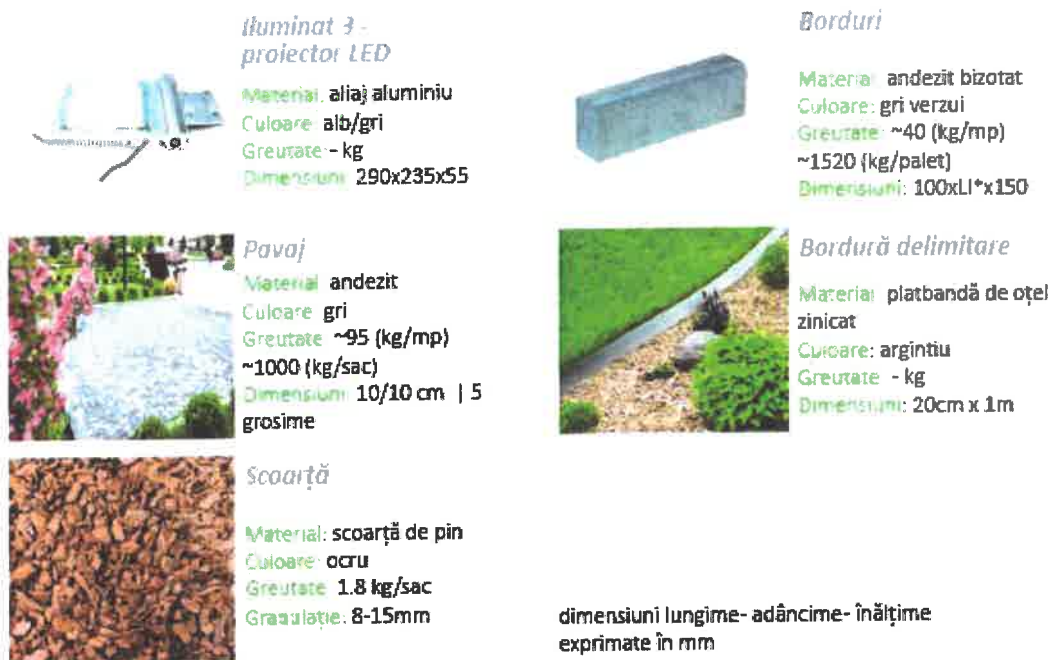 Iluminat 3 -
proiector LED
Material: aliaj aluminiu
Culoare: alb/gri
Greutate - kg
Dimensiuni: 290x235x55
Borduri
Material: andezit bizotat
Culoare: gri verzui
Greutate: ~40 (kg/mp)
~1520 (kg/palet)
Dimensiuni: 100xLI*x150
Pavaj
Material: andezit
Culoare: gri
Greutate: ~95 (kg/mp)
~1000 (kg/sac)
Dimensiuni: 10/10 cm | 5
grosime
Bordură delimitare
Material: platbandă de oțel
zinicat
Culoare: argintiu
Greutate - kg
Dimensiuni: 20cm x 1m
Scoarță
Material: scoarță de pin
Culoare: ocru
Greutate: 1.8 kg/sac
Granulație: 8-15mm
dimensiuni lungime- adâncime- înălțime
exprimate în mm